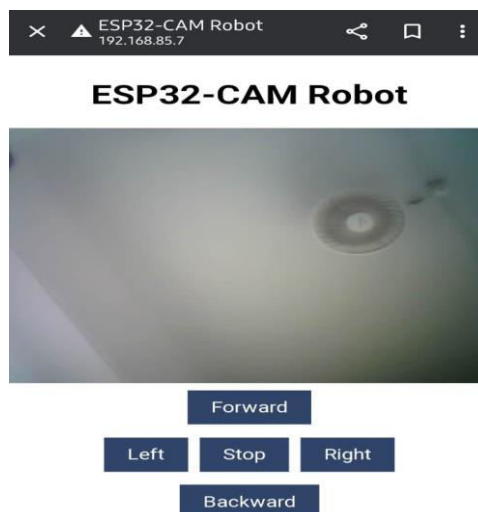 ESP32-CAM Robot
192.168.85.7
ESP32-CAM Robot
Forward
Left Stop Right
Backward